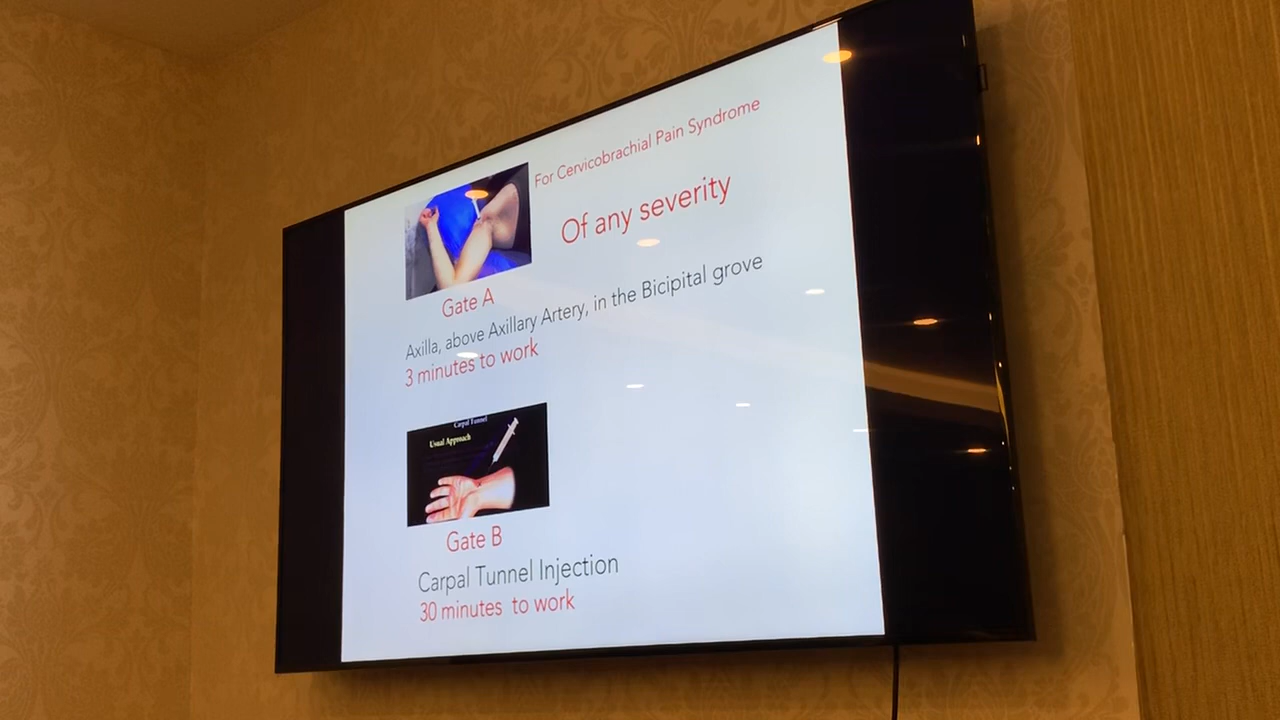 For Cervicobrachial Pain Syndrome
Of any severity
Gate A
Axilla, above Axillary Artery, in the Bicipital grove
3 minutes to work
Carpal Tunnel
Usual Approach
Gate B
Carpal Tunnel Injection
30 minutes to work